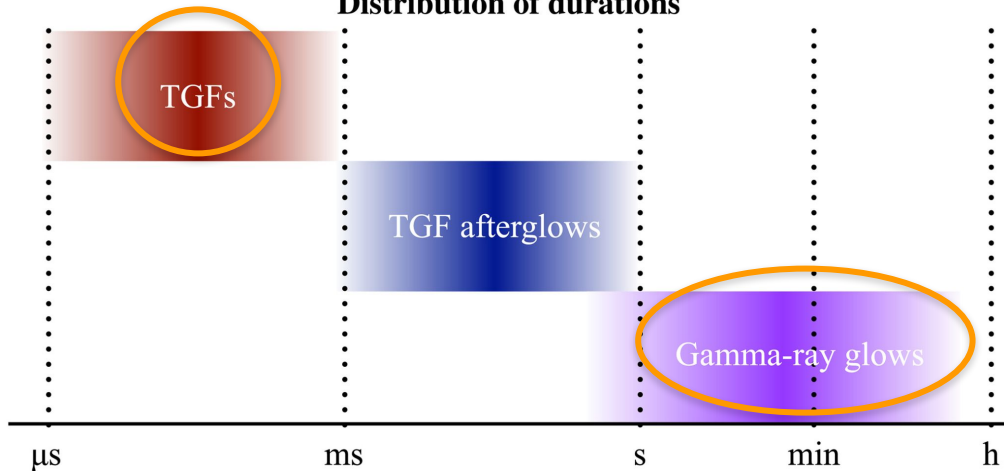 Distribution of durations
TGFs
TGF afterglows
Gamma-ray glows
μs ms s min h